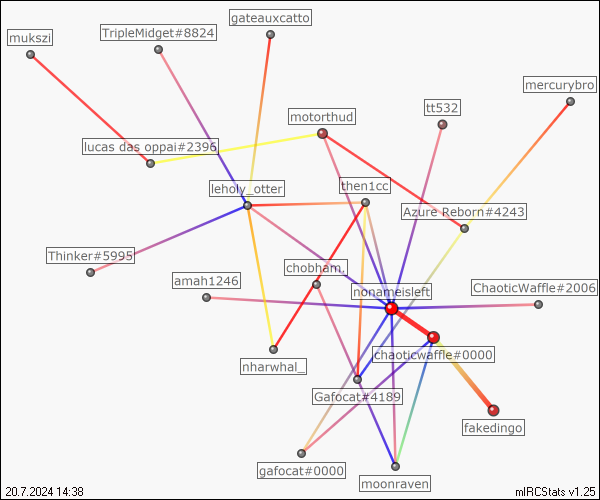 gateauxcatto
mukszi
TripleMidget#8824
mercurybro
tt532
motorthud
lucas das oppai#2396
leholy_otter
then1cc
Azure Reborn#4243
Thinker#5995
chobham,
amah1246
nonameisleft
ChaoticWaffle#2006
chaoticwaffle#0000
nharwhal_
Gafocat#4189
fakedingo
gafocat#0000
moonraven
20.7.2024 14:38
mIRCStats v1.25